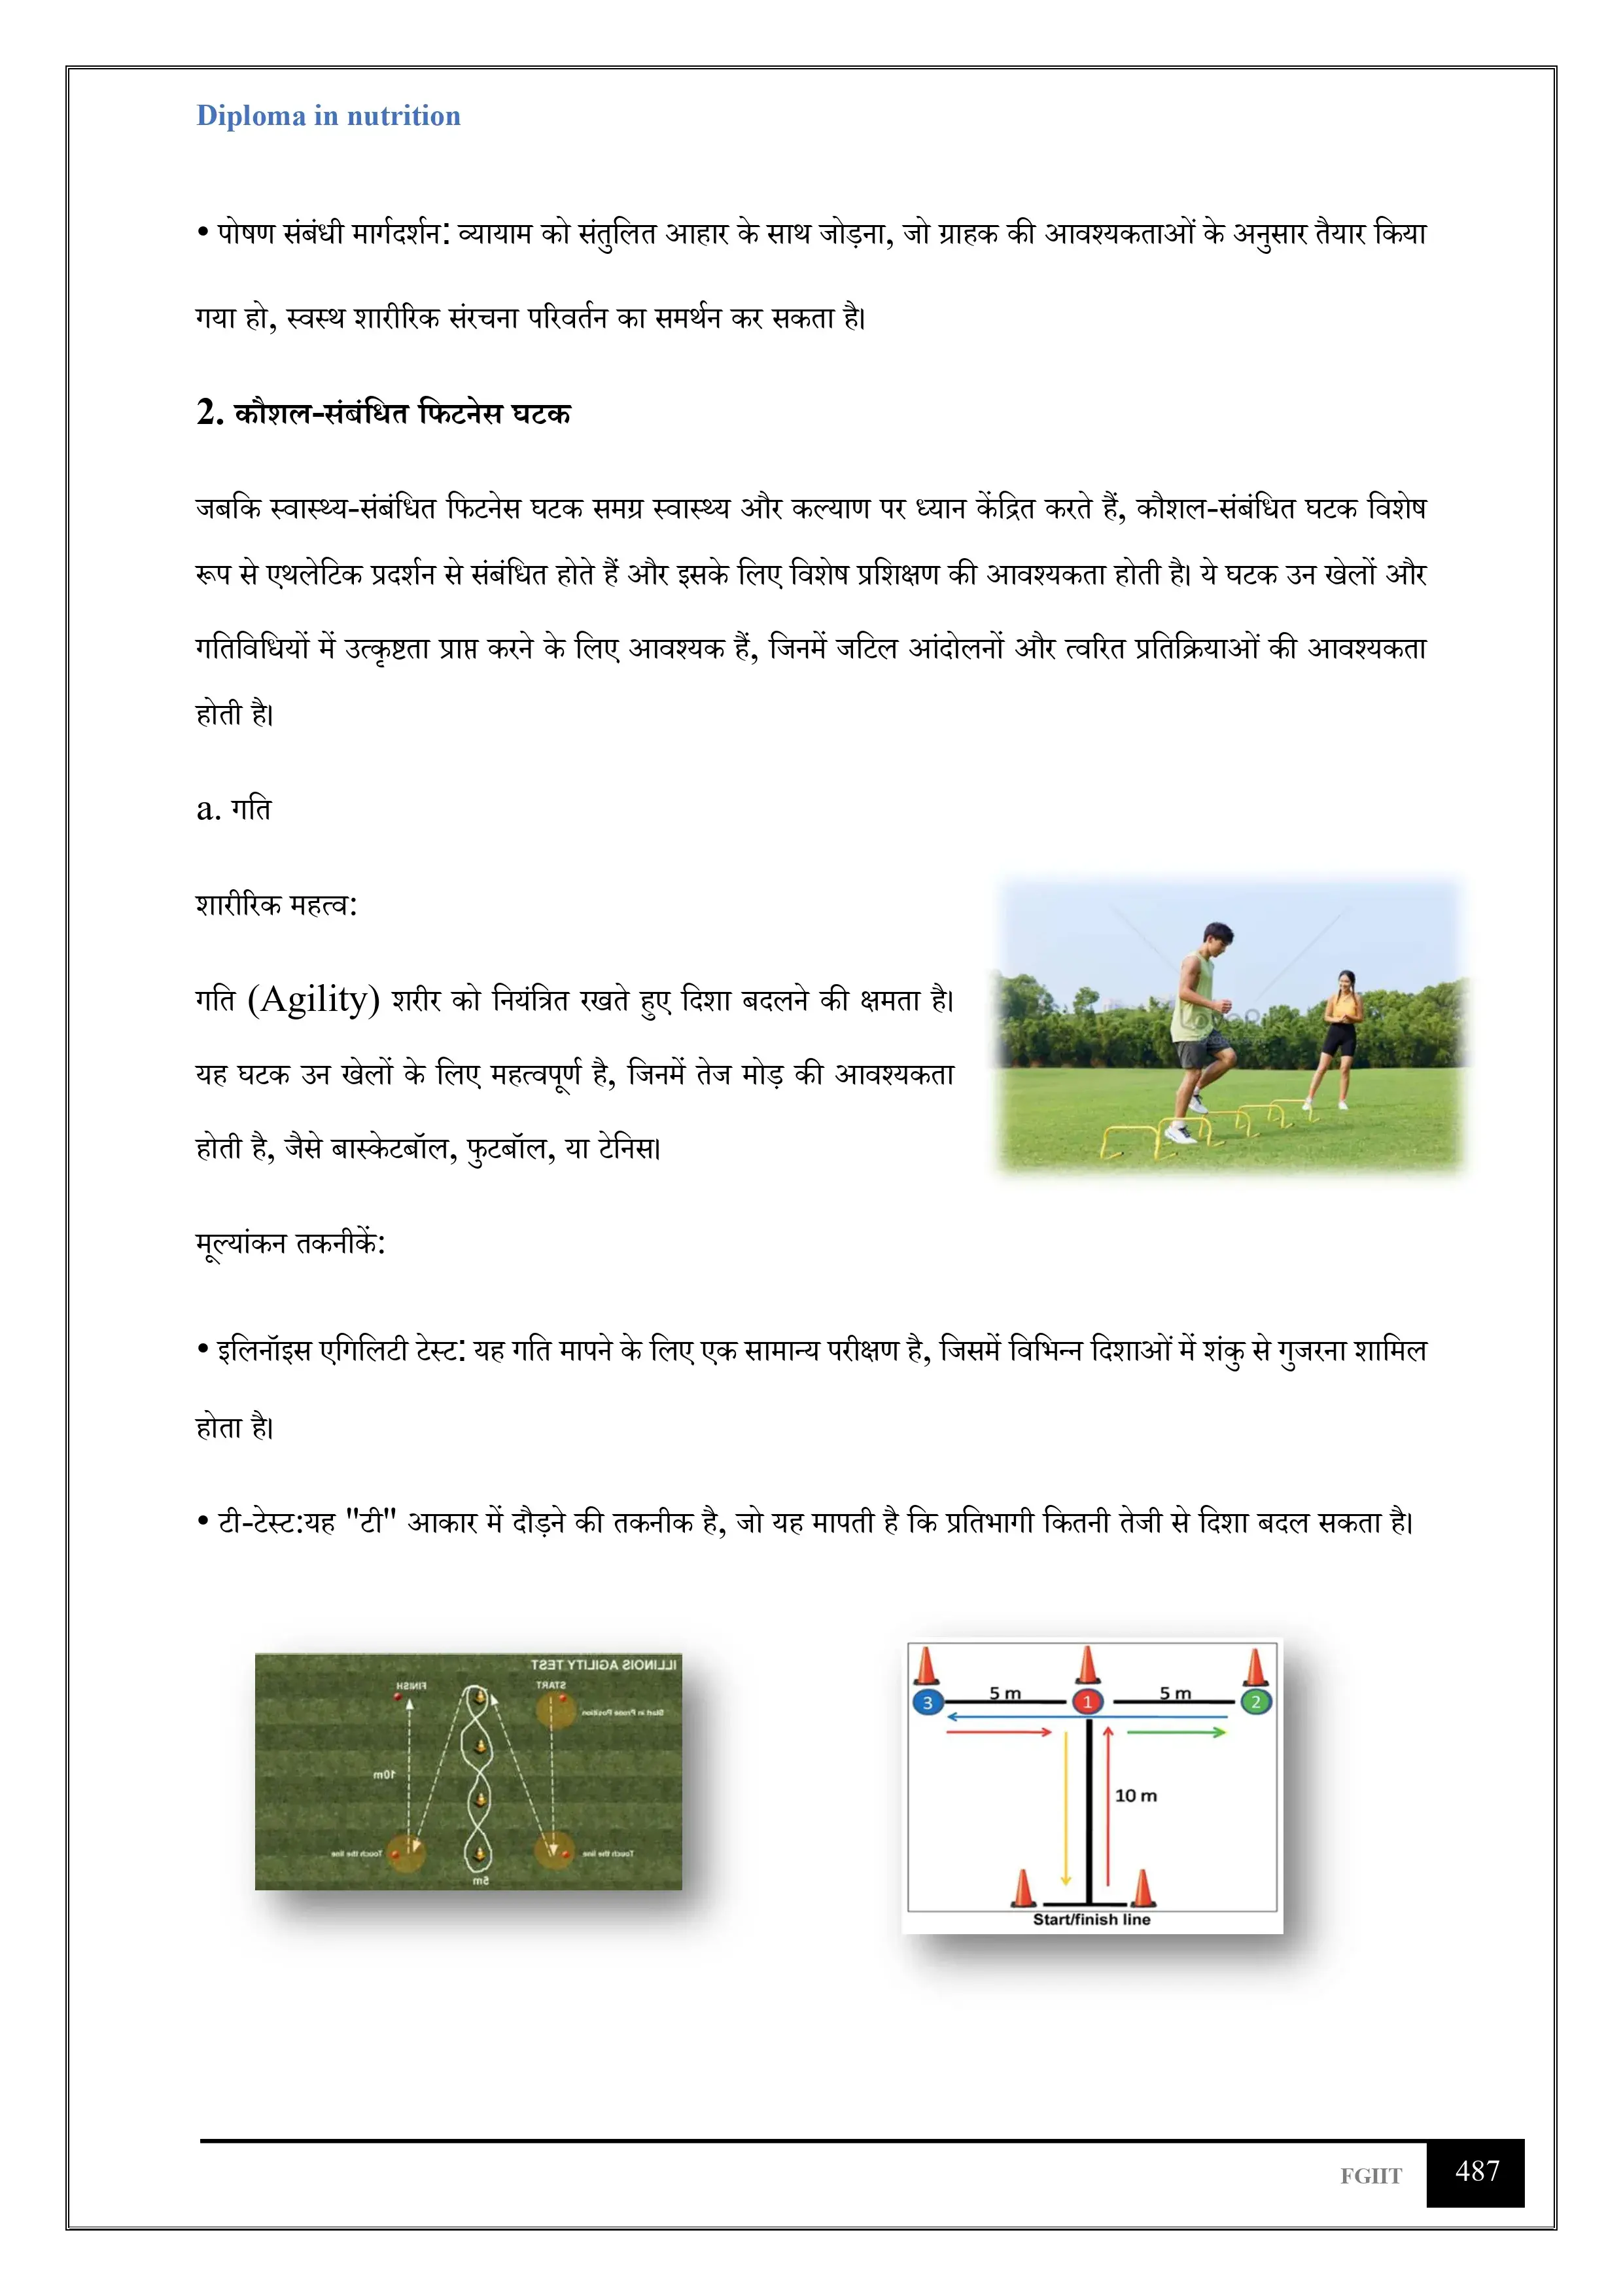 Diploma in nutrition
• पोषण संबंधी मार्गदर्शन: व्यायाम को संतुलित आहार के साथ जोड़ना, जो ग्राहक की आवश्यकताओं के अनुसार तैयार किया
गया हो, स्वस्थ शारीरिक संरचना परिवर्तन का समर्थन कर सकता है।
2. कौशल-संबंधित फिटनेस घटक
जबकि स्वास्थ्य-संबंधित फिटनेस घटक समग्र स्वास्थ्य और कल्याण पर ध्यान केंद्रित करते हैं, कौशल-संबंधित घटक विशेष
रूप से एथलेटिक प्रदर्शन से संबंधित होते हैं और इसके लिए विशेष प्रशिक्षण की आवश्यकता होती है। ये घटक उन खेलों और
गतिविधियों में उत्कृष्टता प्राप्त करने के लिए आवश्यक हैं, जिनमें जटिल आंदोलनों और त्वरित प्रतिक्रियाओं की आवश्यकता
होती है।
a. गति
शारीरिक महत्व:
गति (Agility) शरीर को नियंत्रित रखते हुए दिशा बदलने की क्षमता है।
यह घटक उन खेलों के लिए महत्वपूर्ण है, जिनमें तेज मोड़ की आवश्यकता
होती है, जैसे बास्केटबॉल, फुटबॉल, या टेनिस।
मूल्यांकन तकनीकें:
• इलिनॉइस एगिलिटी टेस्ट: यह गति मापने के लिए एक सामान्य परीक्षण है, जिसमें विभिन्न दिशाओं में शंकु से गुजरना शामिल
होता है।
• टी-टेस्ट:यह "टी" आकार में दौड़ने की तकनीक है, जो यह मापती है कि प्रतिभागी कितनी तेजी से दिशा बदल सकता है।
ILLINOIS AGILITY TEST
FINISH START
Start in Prone Position
10m
Touch the line Touch the line
5m
5 m 5 m
3 1 2
10 m
Start/finish line
FGIIT 487